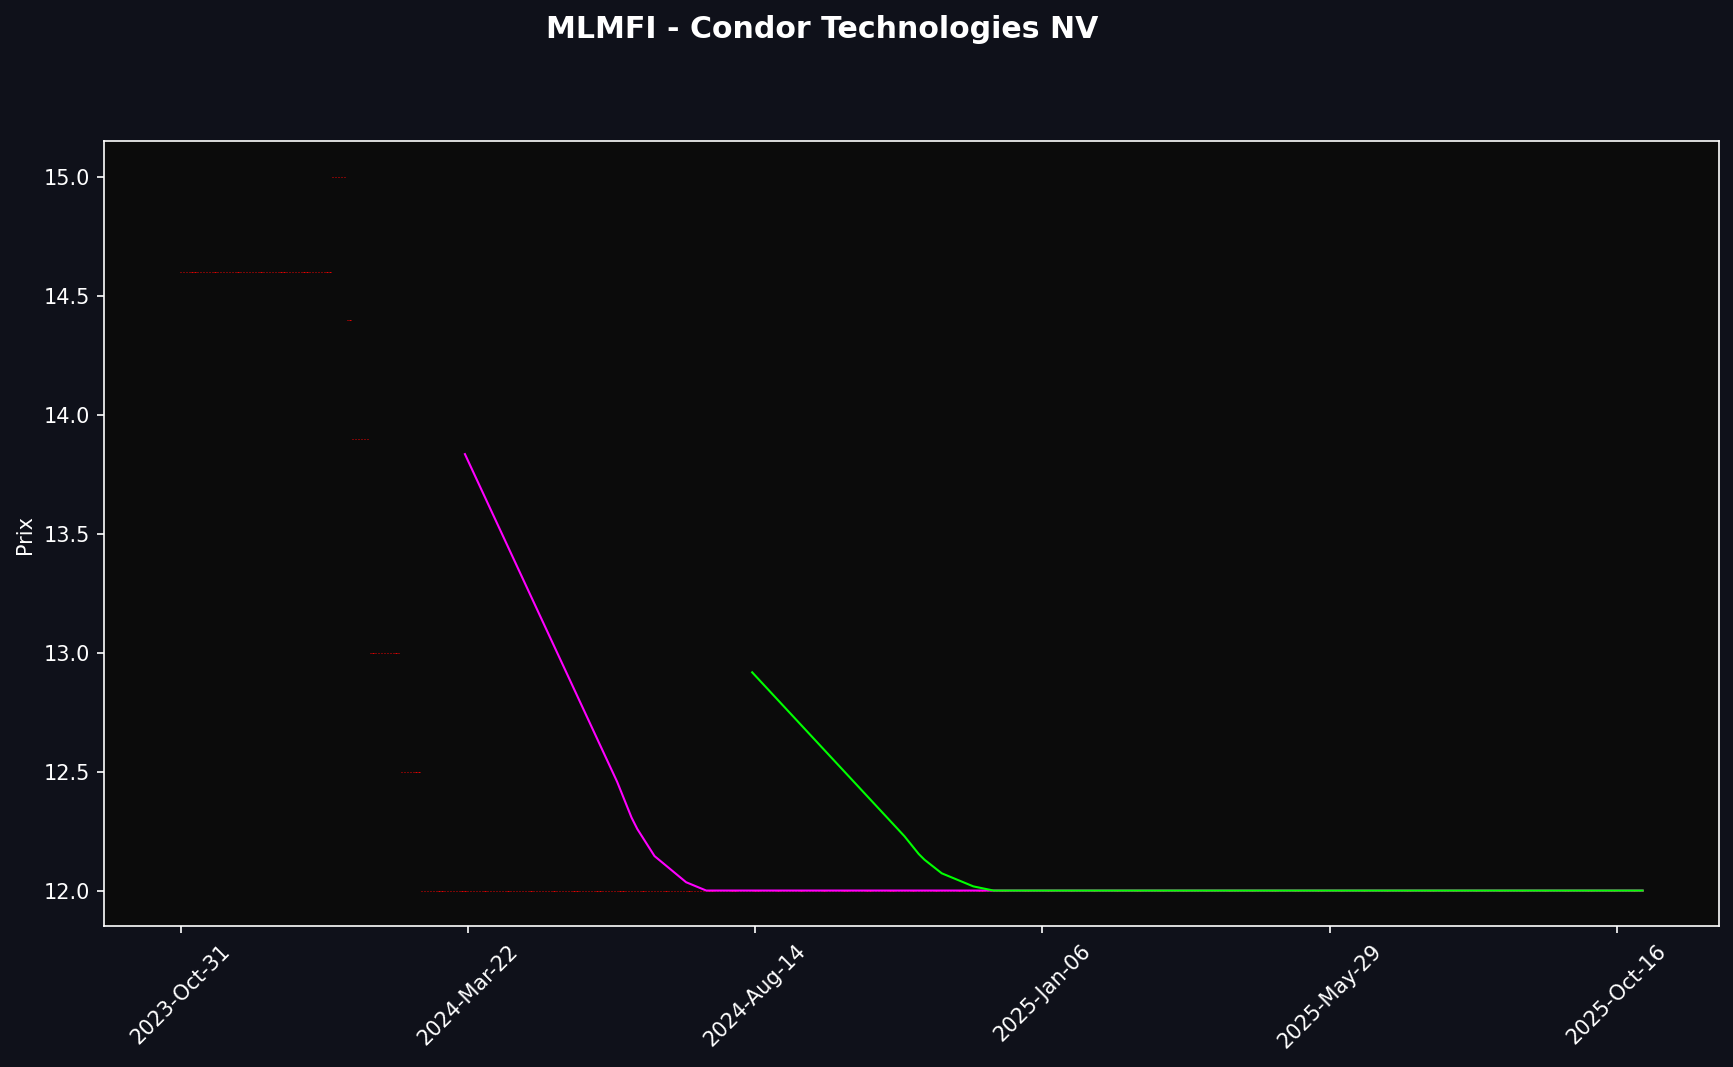 MLMFI - Condor Technologies NV
Prix
15.0
14.5
14.0
13.5
13.0
12.5
12.0
2023-Oct-31
2024-Mar-22
2024-Aug-14
2025-Jan-06
2025-May-29
2025-Oct-16